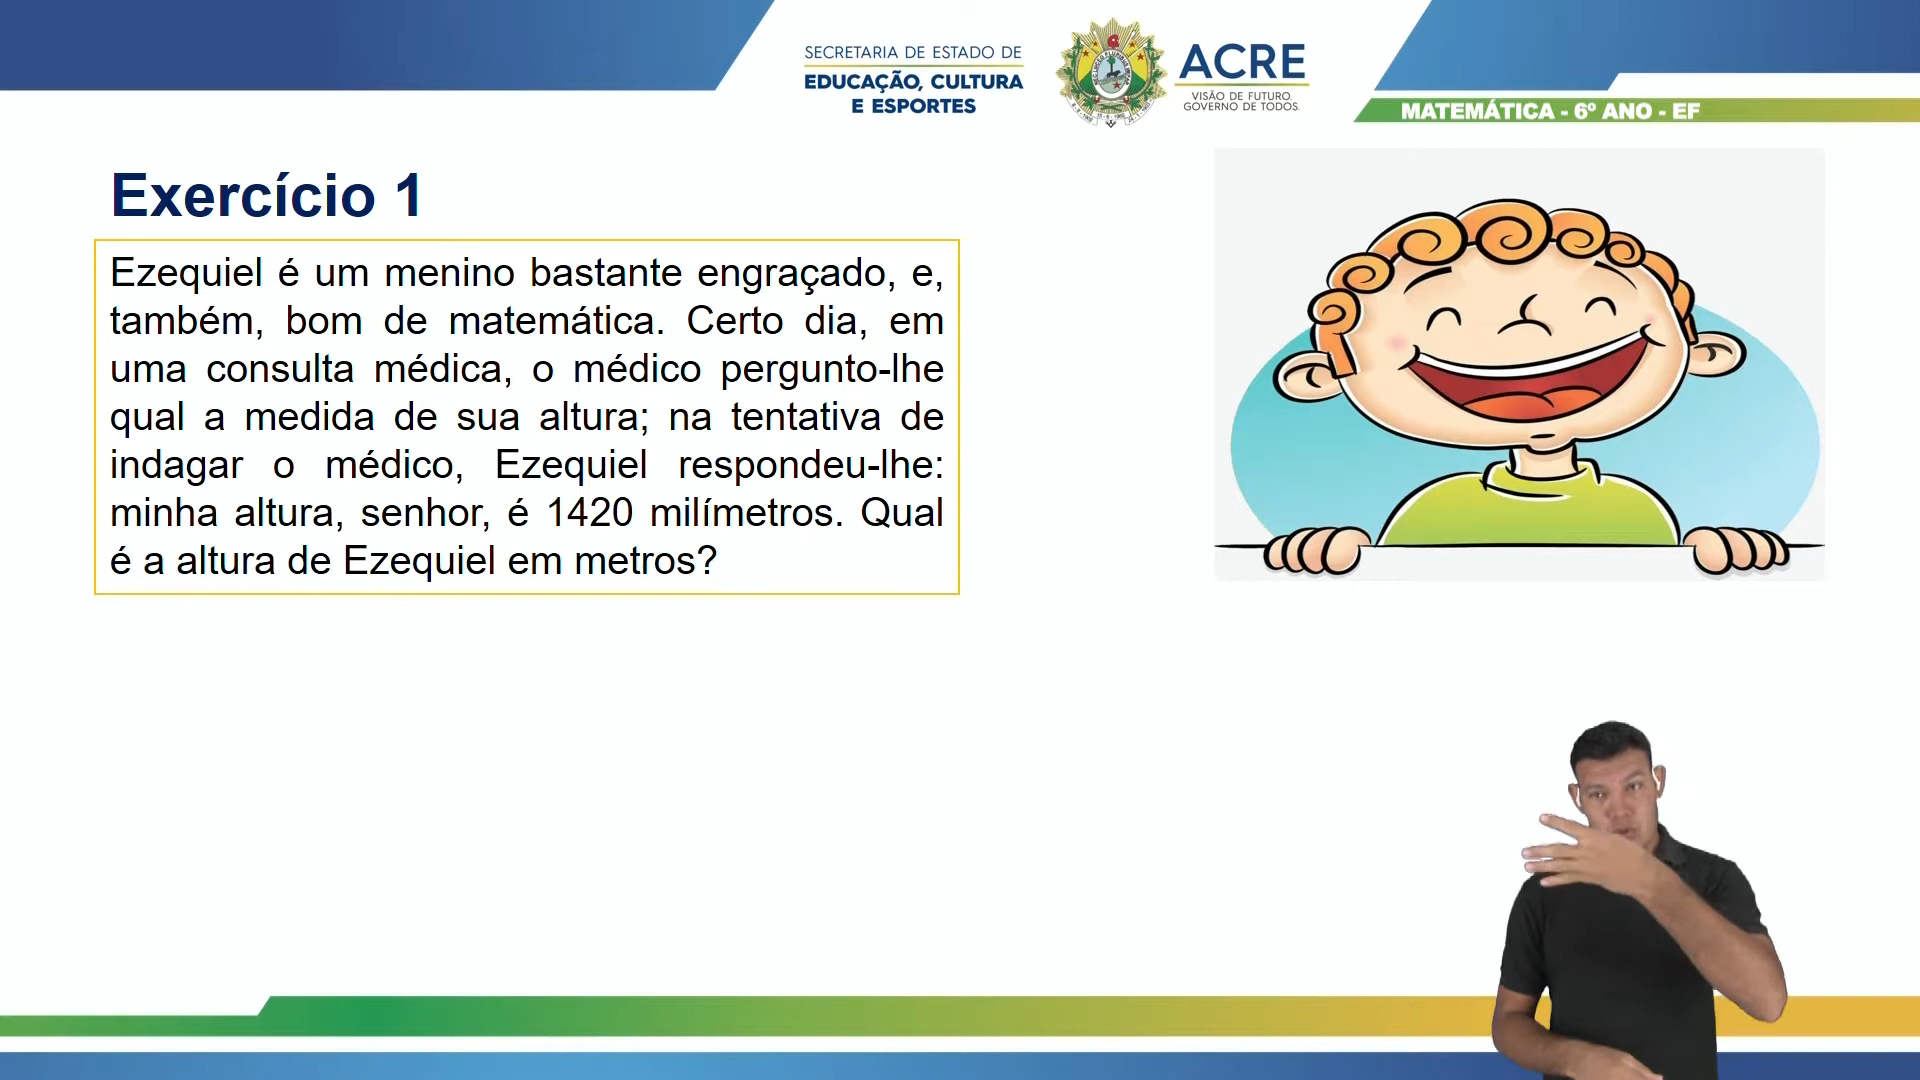 SECRETARIA DE ESTADO DE
EDUCAÇÃO, CULTURA
E ESPORTES
ACRE
VISÃO DE FUTURO.
GOVERNO DE TODOS.
MATEMÁTICA - 6º ANO - EF
Exercício 1
Ezequiel é um menino bastante engraçado, e,
também, bom de matemática. Certo dia, em
uma consulta médica, o médico pergunto-lhe
qual a medida de sua altura; na tentativa de
indagar o médico, Ezequiel respondeu-lhe:
minha altura, senhor, é 1420 milímetros. Qual
é a altura de Ezequiel em metros?